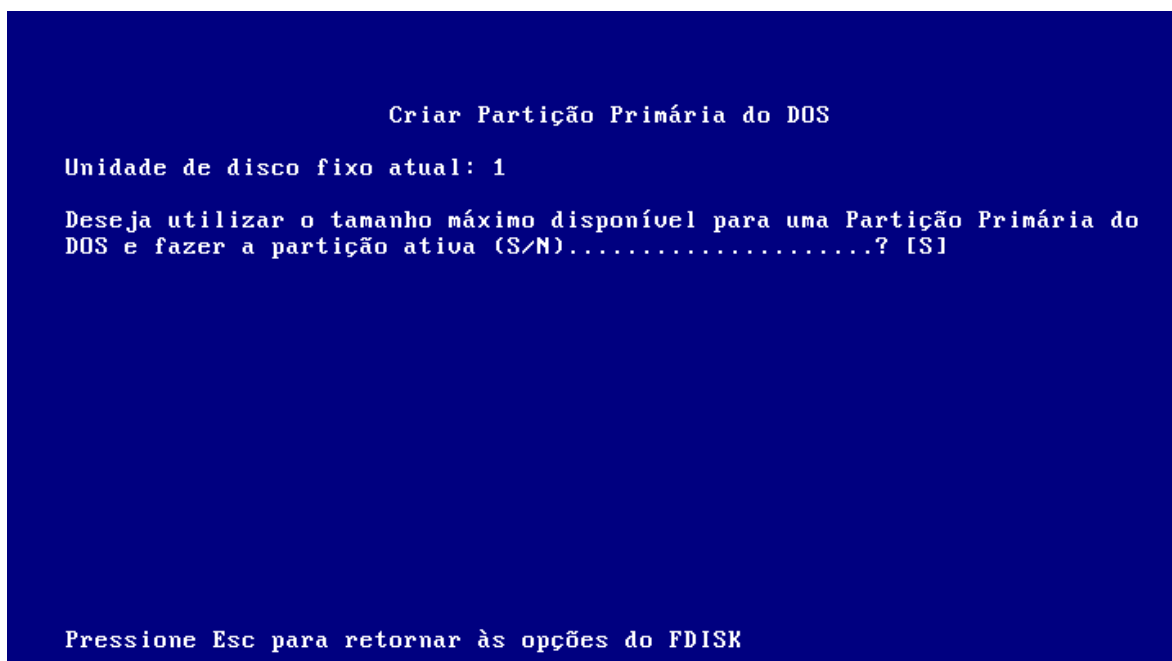 Criar Partição Primária do DOS
Unidade de disco fixo atual: 1
Deseja utilizar o tamanho máximo disponível para uma Partição Primária do
DOS e fazer a partição ativa (S/N).....................? [S]
Pressione Esc para retornar às opções do FDISK